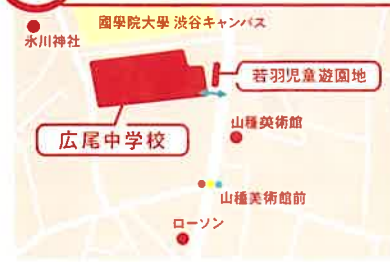 國學院大學 渋谷キャンパス
氷川神社
若羽児童遊園地
広尾中学校
山種美術館
山種美術館前
ローソン